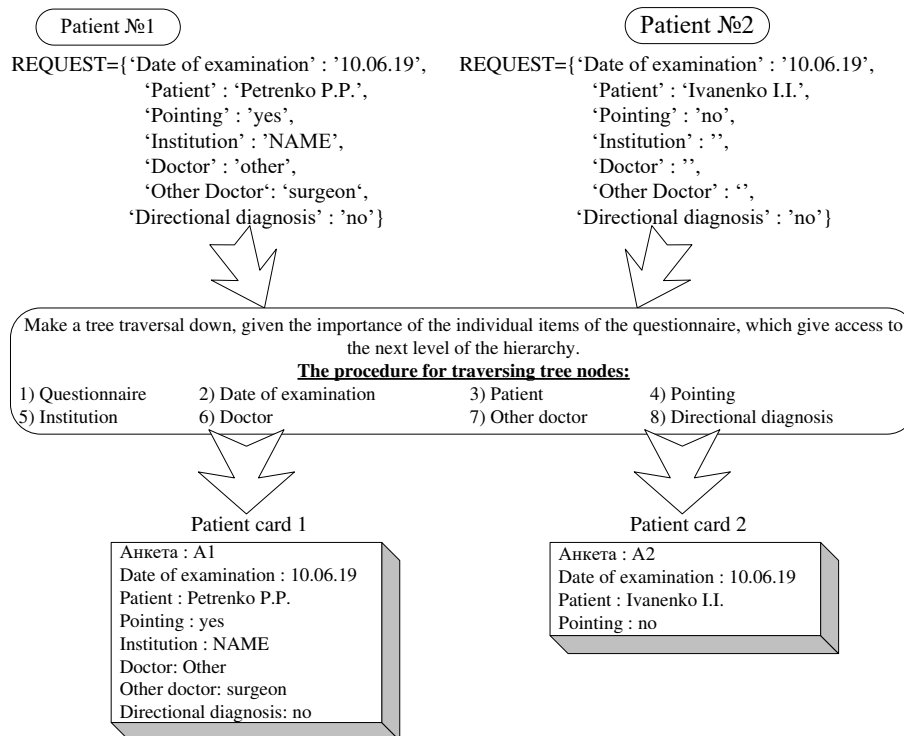 Patient №1
REQUEST={‘Date of examination’ : ’10.06.19’,
‘Patient’ : ‘Petrenko P.P.’,
‘Pointing’ : ’yes’,
‘Institution’ : ’NAME’,
‘Doctor’ : ’other’,
‘Other Doctor‘: ‘surgeon‘,
‘Directional diagnosis’ : ’no’}
Patient №2
REQUEST={‘Date of examination’ : ’10.06.19’,
‘Patient’ : ‘Ivanenko I.I.’,
‘Pointing’ : ’no’,
‘Institution’ : ‘’,
‘Doctor’ : ‘’,
‘Other Doctor’ : ‘’,
‘Directional diagnosis’ : ’no’}
Make a tree traversal down, given the importance of the individual items of the questionnaire, which give access to
the next level of the hierarchy.
The procedure for traversing tree nodes:
1) Questionnaire 2) Date of examination 3) Patient 4) Pointing
5) Institution 6) Doctor 7) Other doctor 8) Directional diagnosis
Patient card 1
Анкета : A1
Date of examination : 10.06.19
Patient : Petrenko P.P.
Pointing : yes
Institution : NAME
Doctor: Other
Other doctor: surgeon
Directional diagnosis: no
Patient card 2
Анкета : A2
Date of examination : 10.06.19
Patient : Ivanenko I.I.
Pointing : no